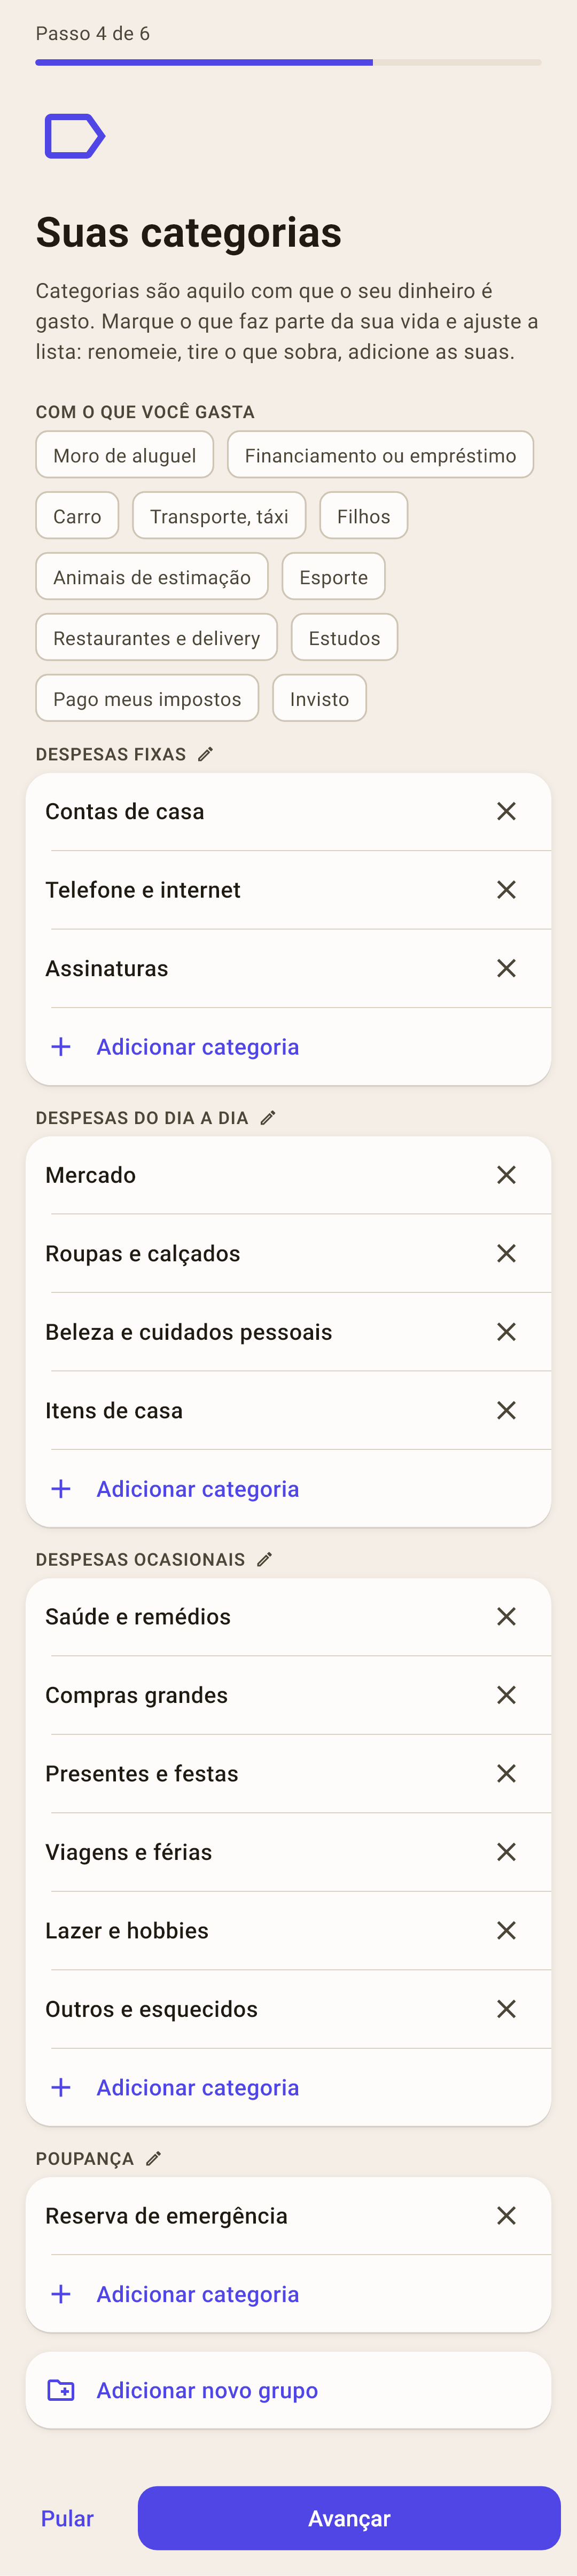 Passo 4 de 6
Suas categorias
Categorias são aquilo com que o seu dinheiro é
gasto. Marque o que faz parte da sua vida e ajuste a
lista: renomeie, tire o que sobra, adicione as suas.
COM O QUE VOCÊ GASTA
Moro de aluguel Financiamento ou empréstimo
Carro Transporte, táxi Filhos
Animais de estimação Esporte
Restaurantes e delivery Estudos
Pago meus impostos Invisto
DESPESAS FIXAS
Contas de casa
Telefone e internet
Assinaturas
Adicionar categoria
DESPESAS DO DIA A DIA
Mercado
Roupas e calçados
Beleza e cuidados pessoais
Itens de casa
Adicionar categoria
DESPESAS OCASIONAIS
Saúde e remédios
Compras grandes
Presentes e festas
Viagens e férias
Lazer e hobbies
Outros e esquecidos
Adicionar categoria
POUPANÇA
Reserva de emergência
Adicionar categoria
Adicionar novo grupo
Pular Avançar